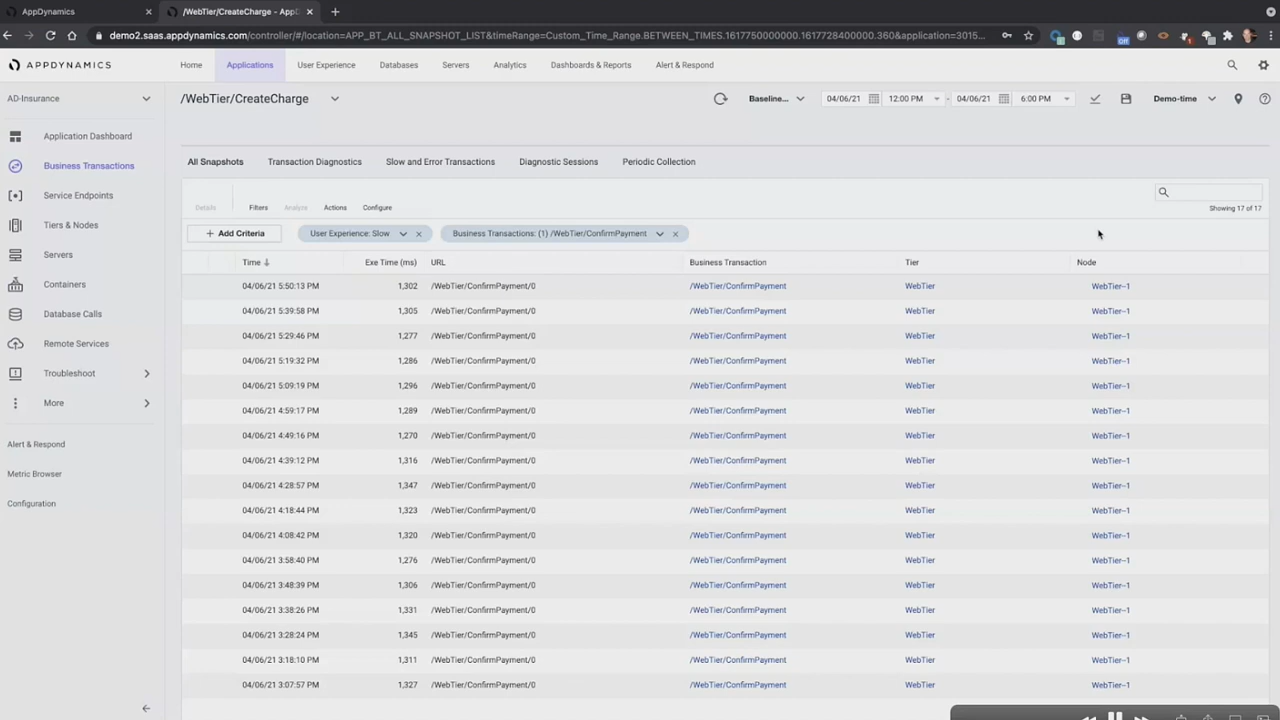 AppDynamics
/WebTier/CreateCharge - AppD
demo2.saas.appdynamics.com/controller/#/location=APP_BT_ALL_SNAPSHOT_LIST&timeRange=Custom_Time_Range.BETWEEN_TIMES.1617750000000.1617728400000.360&application=3015...
Off
APPDYNAMICS
Home
Applications
User Experience
Databases
Servers
Analytics
Dashboards & Reports
Alert & Respond
AD-Insurance
/WebTier/CreateCharge
Baseline...
04/06/21
12:00 PM
-
04/06/21
6:00 PM
Demo-time
Application Dashboard
Business Transactions
Service Endpoints
Tiers & Nodes
Servers
Containers
Database Calls
Remote Services
Troubleshoot
More
Alert & Respond
Metric Browser
Configuration
All Snapshots
Transaction Diagnostics
Slow and Error Transactions
Diagnostic Sessions
Periodic Collection
Details
Filters
Analyze
Actions
Configure
Showing 17 of 17
+ Add Criteria
User Experience: Slow
Business Transactions: (1) /WebTier/ConfirmPayment
Time Exe Time (ms) URL Business Transaction Tier Node
04/06/21 5:50:13 PM 1,302 /WebTier/ConfirmPayment/0 /WebTier/ConfirmPayment WebTier WebTier-1
04/06/21 5:39:58 PM 1,305 /WebTier/ConfirmPayment/0 /WebTier/ConfirmPayment WebTier WebTier-1
04/06/21 5:29:46 PM 1,277 /WebTier/ConfirmPayment/0 /WebTier/ConfirmPayment WebTier WebTier-1
04/06/21 5:19:32 PM 1,286 /WebTier/ConfirmPayment/0 /WebTier/ConfirmPayment WebTier WebTier-1
04/06/21 5:09:19 PM 1,296 /WebTier/ConfirmPayment/0 /WebTier/ConfirmPayment WebTier WebTier-1
04/06/21 4:59:17 PM 1,289 /WebTier/ConfirmPayment/0 /WebTier/ConfirmPayment WebTier WebTier-1
04/06/21 4:49:16 PM 1,270 /WebTier/ConfirmPayment/0 /WebTier/ConfirmPayment WebTier WebTier-1
04/06/21 4:39:12 PM 1,316 /WebTier/ConfirmPayment/0 /WebTier/ConfirmPayment WebTier WebTier-1
04/06/21 4:28:57 PM 1,347 /WebTier/ConfirmPayment/0 /WebTier/ConfirmPayment WebTier WebTier-1
04/06/21 4:18:44 PM 1,323 /WebTier/ConfirmPayment/0 /WebTier/ConfirmPayment WebTier WebTier-1
04/06/21 4:08:42 PM 1,320 /WebTier/ConfirmPayment/0 /WebTier/ConfirmPayment WebTier WebTier-1
04/06/21 3:58:40 PM 1,276 /WebTier/ConfirmPayment/0 /WebTier/ConfirmPayment WebTier WebTier-1
04/06/21 3:48:39 PM 1,306 /WebTier/ConfirmPayment/0 /WebTier/ConfirmPayment WebTier WebTier-1
04/06/21 3:38:26 PM 1,331 /WebTier/ConfirmPayment/0 /WebTier/ConfirmPayment WebTier WebTier-1
04/06/21 3:28:24 PM 1,345 /WebTier/ConfirmPayment/0 /WebTier/ConfirmPayment WebTier WebTier-1
04/06/21 3:18:10 PM 1,311 /WebTier/ConfirmPayment/0 /WebTier/ConfirmPayment WebTier WebTier-1
04/06/21 3:07:57 PM 1,327 /WebTier/ConfirmPayment/0 /WebTier/ConfirmPayment WebTier WebTier-1